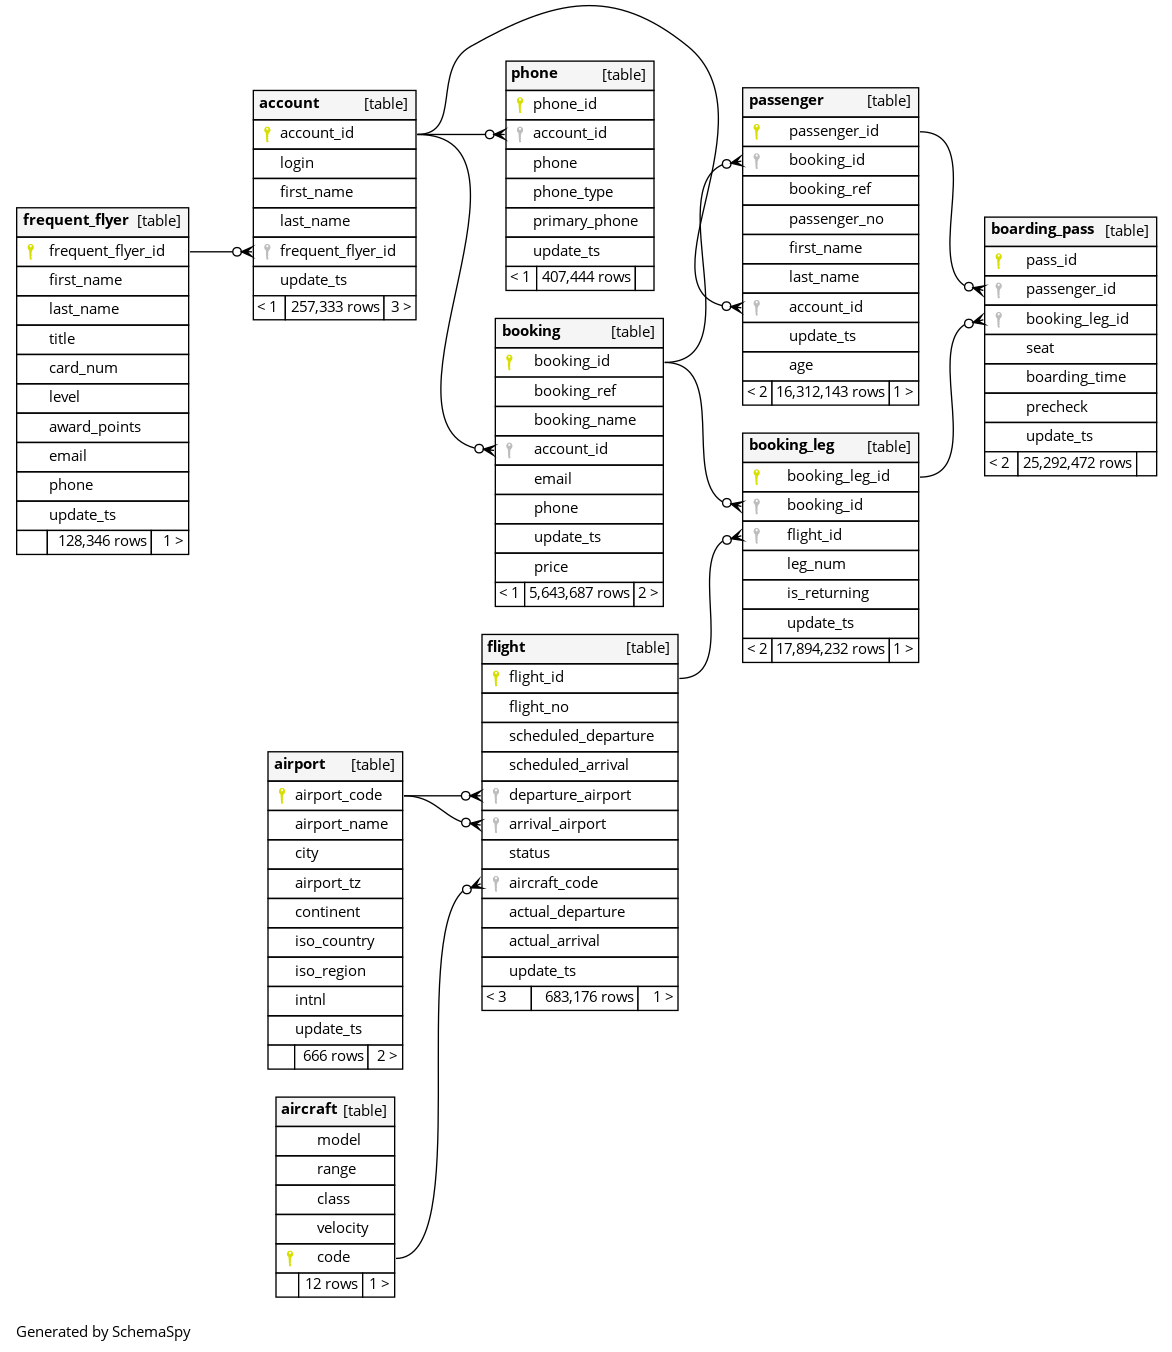 frequent_flyer [table]
frequent_flyer_id
first_name
last_name
title
card_num
level
award_points
email
phone
update_ts
128,346 rows 1 >
account [table]
account_id
login
first_name
last_name
frequent_flyer_id
update_ts
< 1 257,333 rows 3 >
phone [table]
phone_id
account_id
phone
phone_type
primary_phone
update_ts
< 1 407,444 rows
booking [table]
booking_id
booking_ref
booking_name
account_id
email
phone
update_ts
price
< 1 5,643,687 rows 2 >
passenger [table]
passenger_id
booking_id
booking_ref
passenger_no
first_name
last_name
account_id
update_ts
age
< 2 16,312,143 rows 1 >
booking_leg [table]
booking_leg_id
booking_id
flight_id
leg_num
is_returning
update_ts
< 2 17,894,232 rows 1 >
boarding_pass [table]
pass_id
passenger_id
booking_leg_id
seat
boarding_time
precheck
update_ts
< 2 25,292,472 rows
flight [table]
flight_id
flight_no
scheduled_departure
scheduled_arrival
departure_airport
arrival_airport
status
aircraft_code
actual_departure
actual_arrival
update_ts
< 3 683,176 rows 1 >
airport [table]
airport_code
airport_name
city
airport_tz
continent
iso_country
iso_region
intnl
update_ts
666 rows 2 >
aircraft [table]
model
range
class
velocity
code
12 rows 1 >
Generated by SchemaSpy